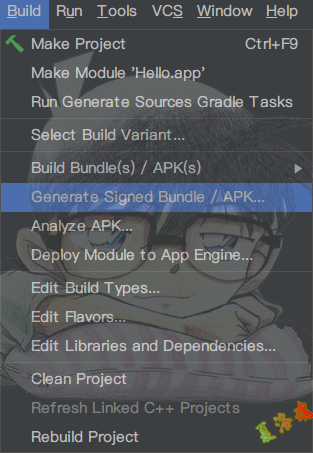 Build Run Tools VCS Window Help
Make Project Ctrl+F9
Make Module 'Hello.app'
Run Generate Sources Gradle Tasks
Select Build Variant...
Build Bundle(s) / APK(s)
Generate Signed Bundle / APK...
Analyze APK...
Deploy Module to App Engine...
Edit Build Types...
Edit Flavors...
Edit Libraries and Dependencies...
Clean Project
Refresh Linked C++ Projects
Rebuild Project